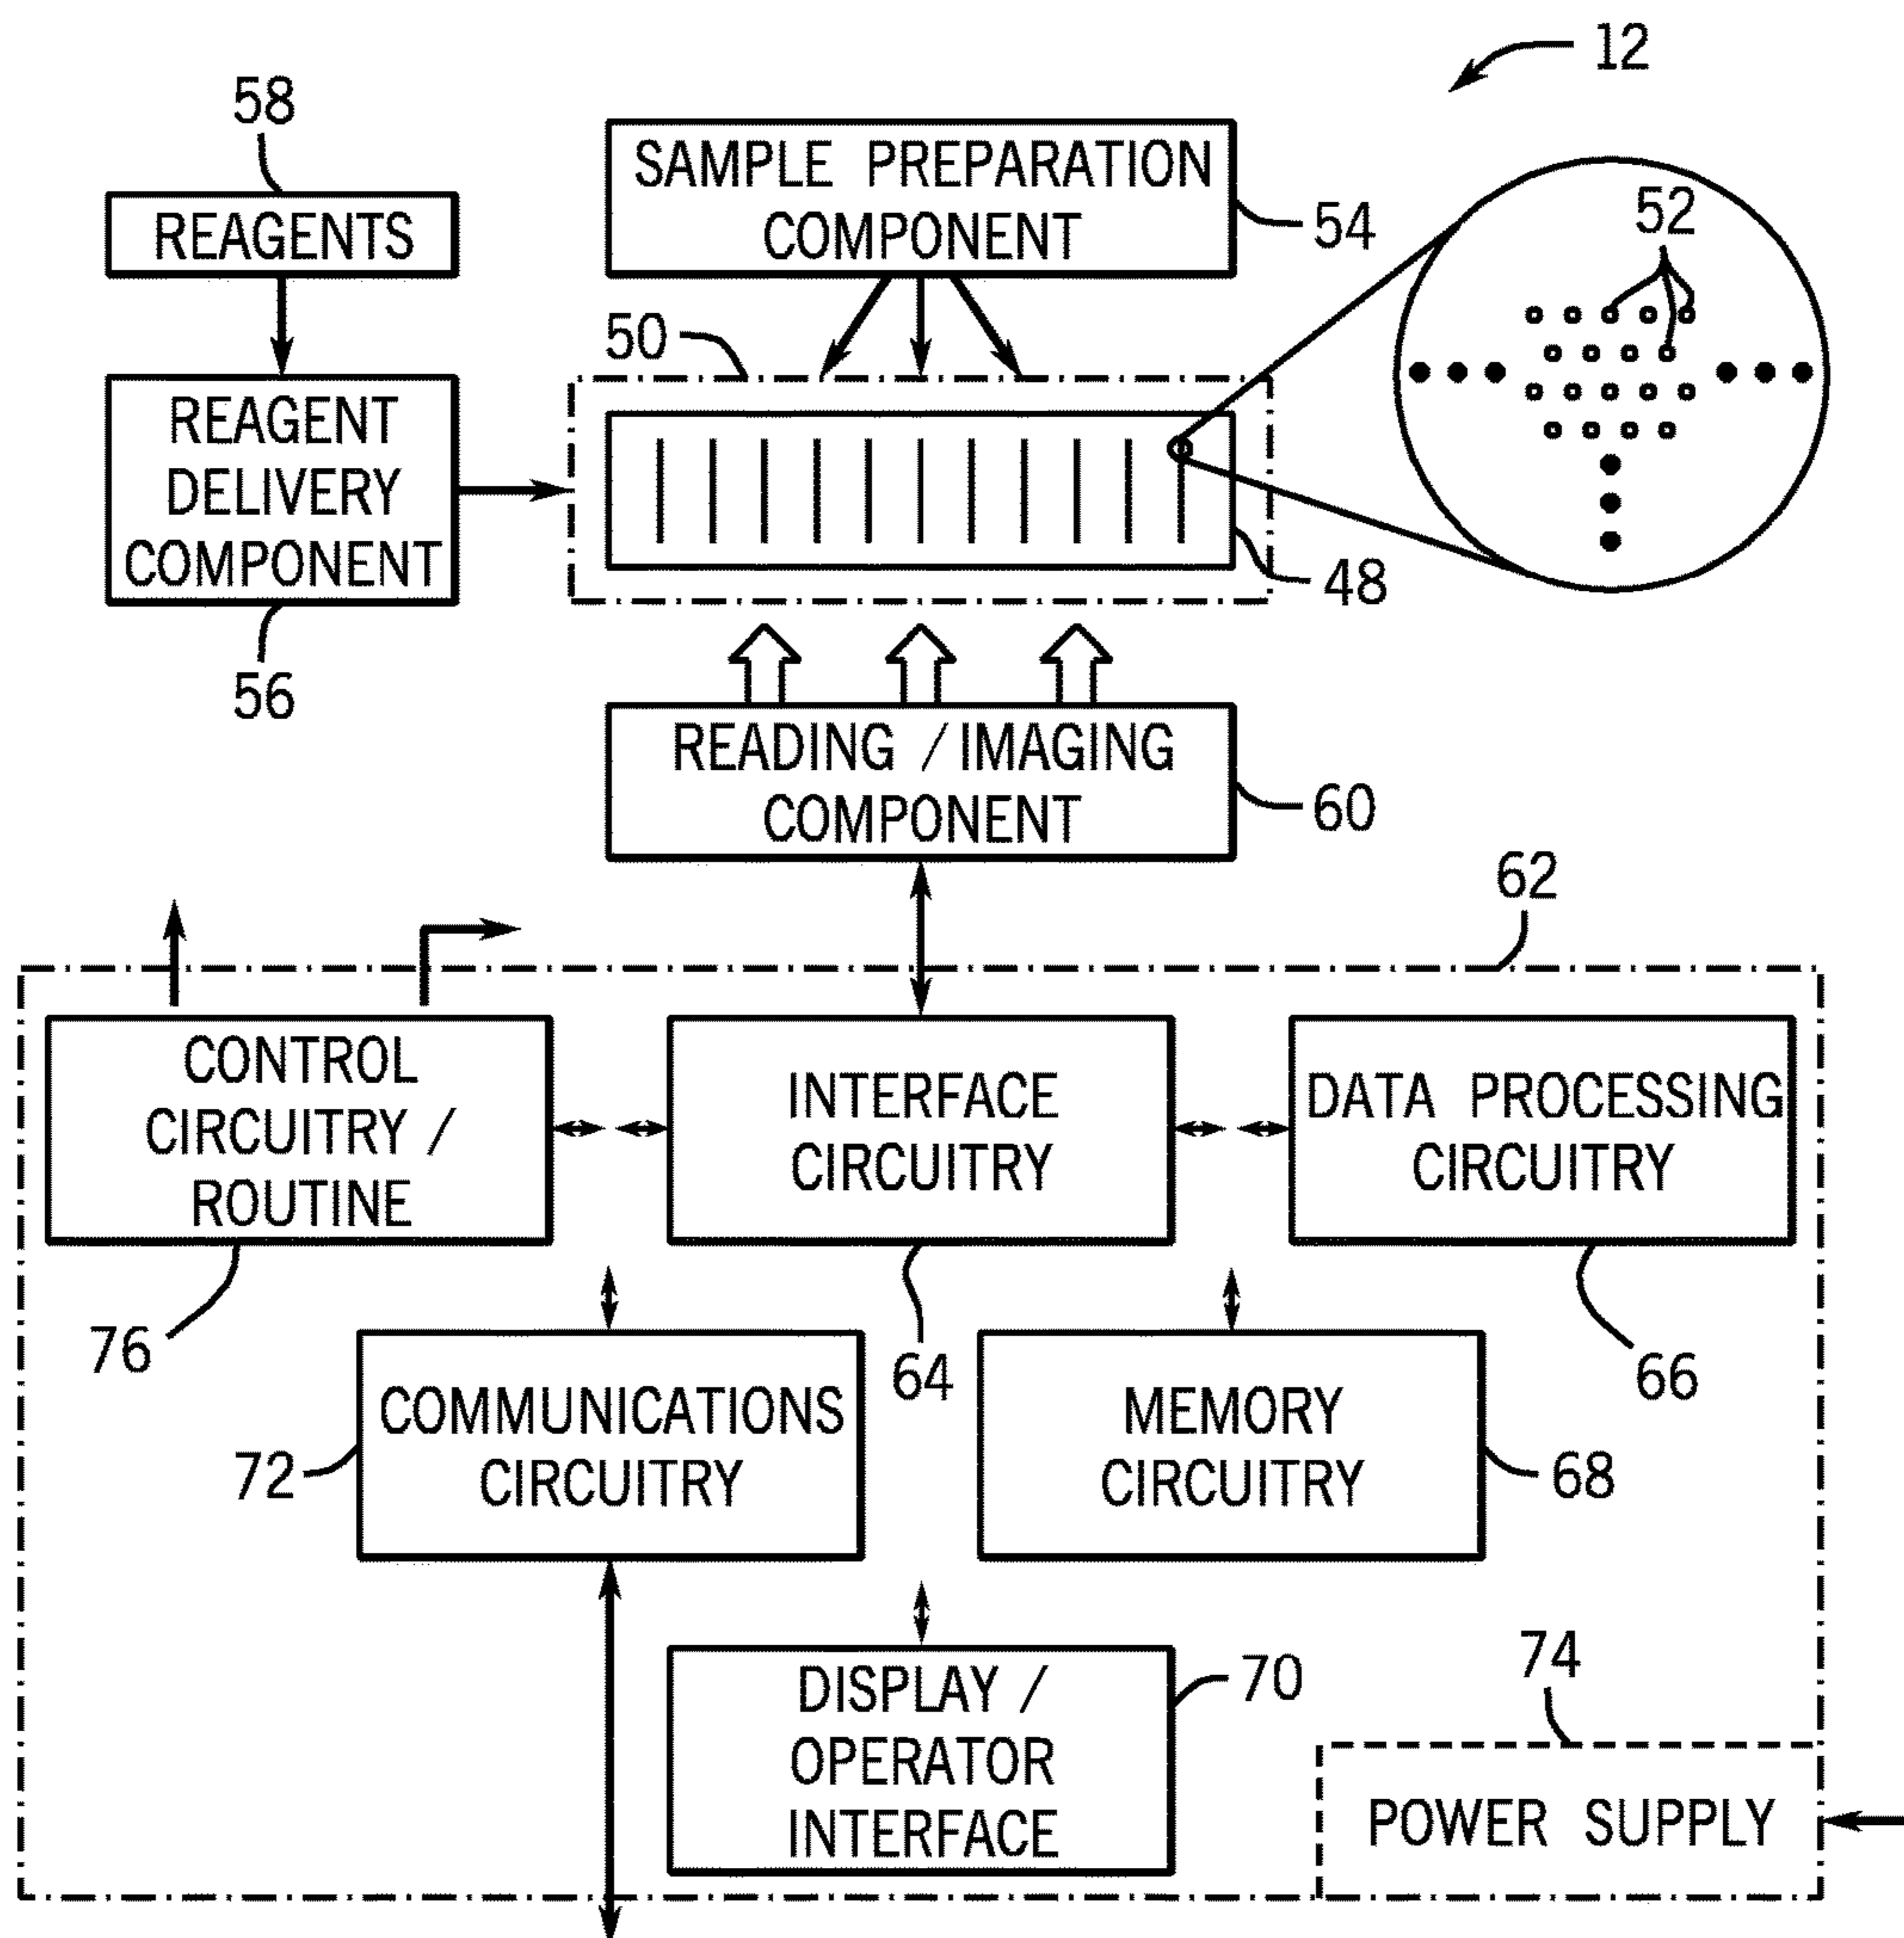 12
58
SAMPLE PREPARATION
COMPONENT
54
52
REAGENTS
50
REAGENT
DELIVERY
COMPONENT
48
56
READING / IMAGING
COMPONENT
60
62
CONTROL
CIRCUITRY /
ROUTINE
INTERFACE
CIRCUITRY
DATA PROCESSING
CIRCUITRY
76
64
66
COMMUNICATIONS
CIRCUITRY
72
MEMORY
CIRCUITRY
68
DISPLAY /
OPERATOR
INTERFACE
70
74
POWER SUPPLY